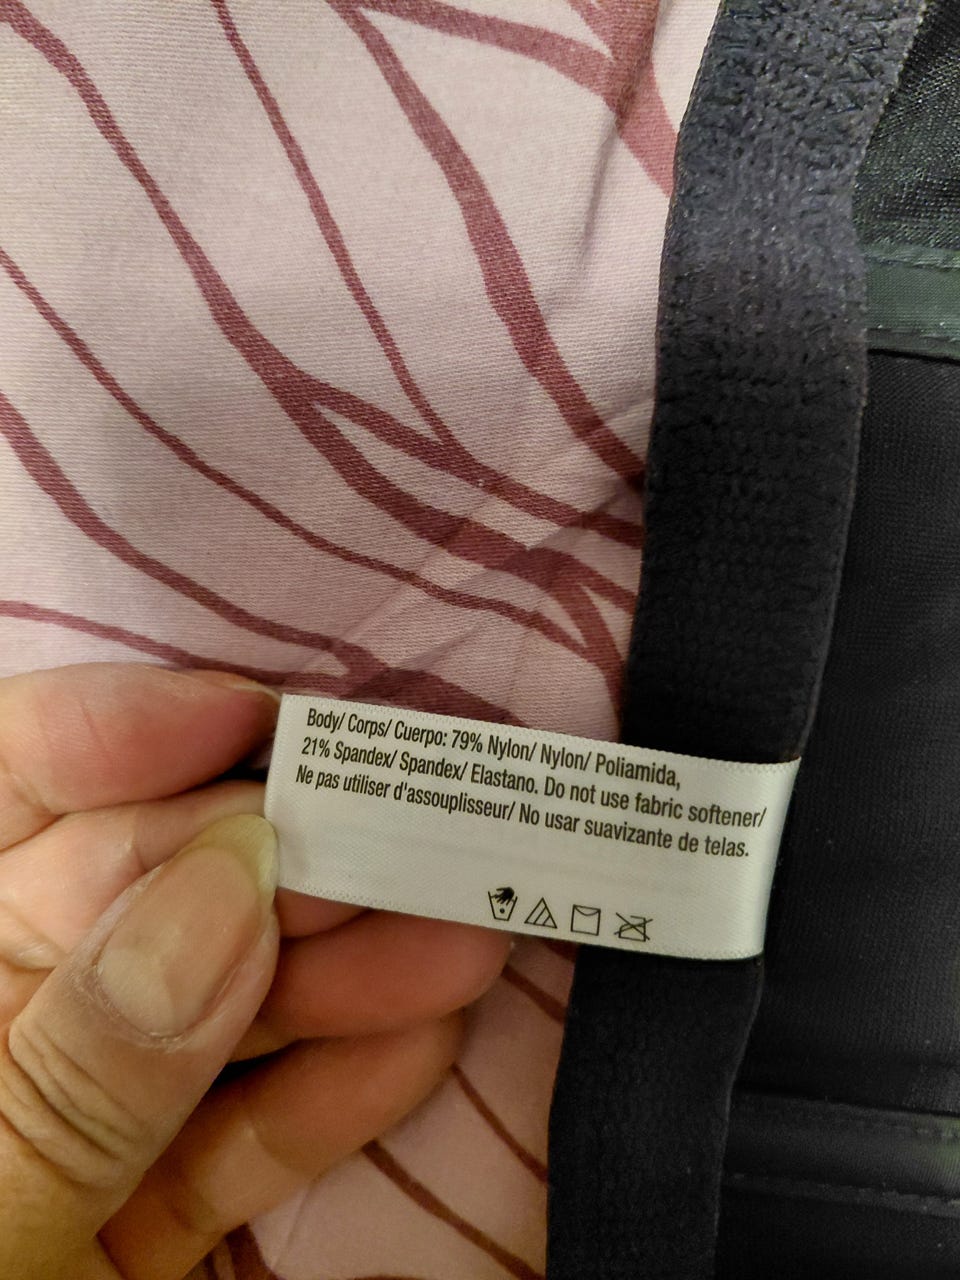 Body/ Corps/ Cuerpo: 79% Nylon/ Nylon/ Poliamida,
21% Spandex/ Spandex/ Elastano. Do not use fabric softener/
Ne pas utiliser d'assouplisseur/ No usar suavizante de telas.